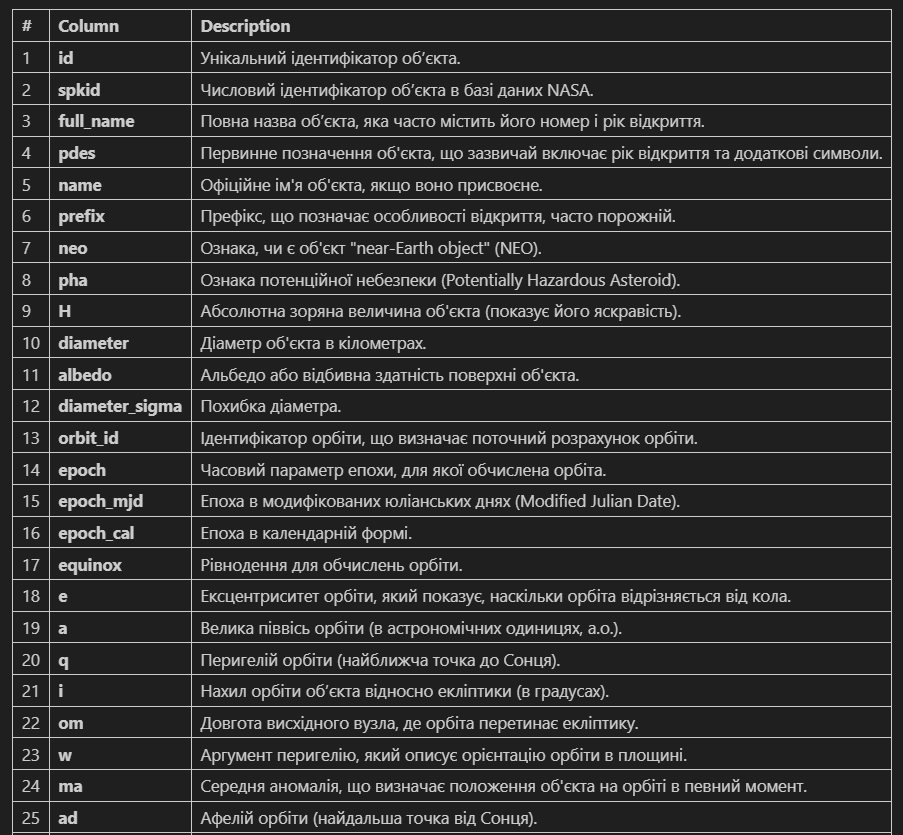 # Column Description
1 id Унікальний ідентифікатор об’єкта.
2 spkid Числовий ідентифікатор об’єкта в базі даних NASA.
3 full_name Повна назва об’єкта, яка часто містить його номер і рік відкриття.
4 pdes Первинне позначення об'єкта, що зазвичай включає рік відкриття та додаткові символи.
5 name Офіційне ім'я об'єкта, якщо воно присвоєне.
6 prefix Префікс, що позначає особливості відкриття, часто порожній.
7 neo Ознака, чи є об'єкт "near-Earth object" (NEO).
8 pha Ознака потенційної небезпеки (Potentially Hazardous Asteroid).
9 H Абсолютна зоряна величина об'єкта (показує його яскравість).
10 diameter Діаметр об'єкта в кілометрах.
11 albedo Альбедо або відбивна здатність поверхні об'єкта.
12 diameter_sigma Похибка діаметра.
13 orbit_id Ідентифікатор орбіти, що визначає поточний розрахунок орбіти.
14 epoch Часовий параметр епохи, для якої обчислена орбіта.
15 epoch_mjd Епоха в модифікованих юліанських днях (Modified Julian Date).
16 epoch_cal Епоха в календарній формі.
17 equinox Рівнодення для обчислень орбіти.
18 e Ексцентриситет орбіти, який показує, наскільки орбіта відрізняється від кола.
19 a Велика піввісь орбіти (в астрономічних одиницях, а.о.).
20 q Перигелій орбіти (найближча точка до Сонця).
21 i Нахил орбіти об’єкта відносно екліптики (в градусах).
22 om Довгота висхідного вузла, де орбіта перетинає екліптику.
23 w Аргумент перигелію, який описує орієнтацію орбіти в площині.
24 ma Середня аномалія, що визначає положення об'єкта на орбіті в певний момент.
25 ad Афелій орбіти (найдальша точка від Сонця).